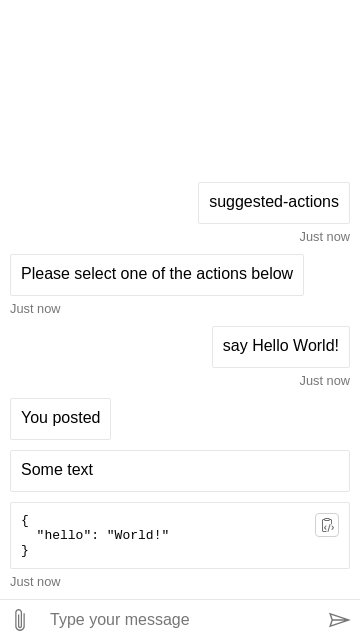 suggested-actions
Just now
Please select one of the actions below
Just now
say Hello World!
Just now
You posted
Some text
{
  "hello": "World!"
}
Just now
Type your message